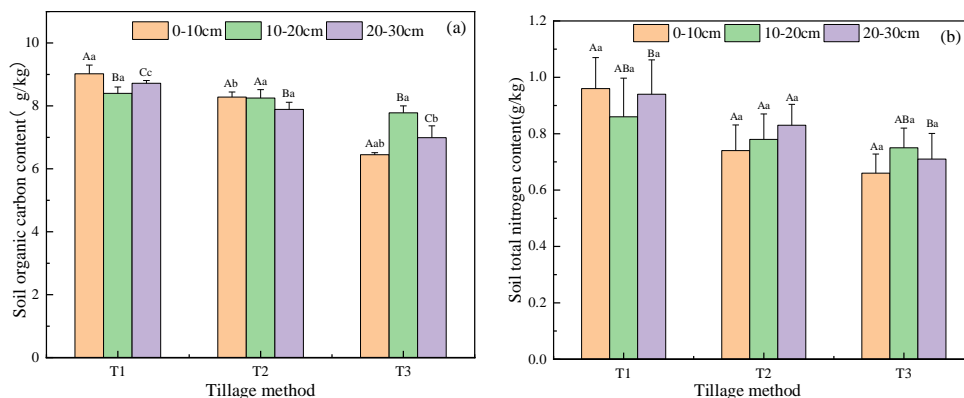 (a)
0-10cm 10-20cm 20-30cm
Soil organic carbon content( g/kg)
10
8
6
4
2
0
Aa
Ba
Cc
Ab
Aa
Ba
Aab
Ba
Cb
T1 T2 T3
Tillage method
(b)
0-10cm 10-20cm 20-30cm
Soil total nitrogen content(g/kg)
1.2
1.0
0.8
0.6
0.4
0.2
0.0
Aa
ABa
Ba
Aa
Aa
Aa
Aa
ABa
Ba
T1 T2 T3
Tillage method